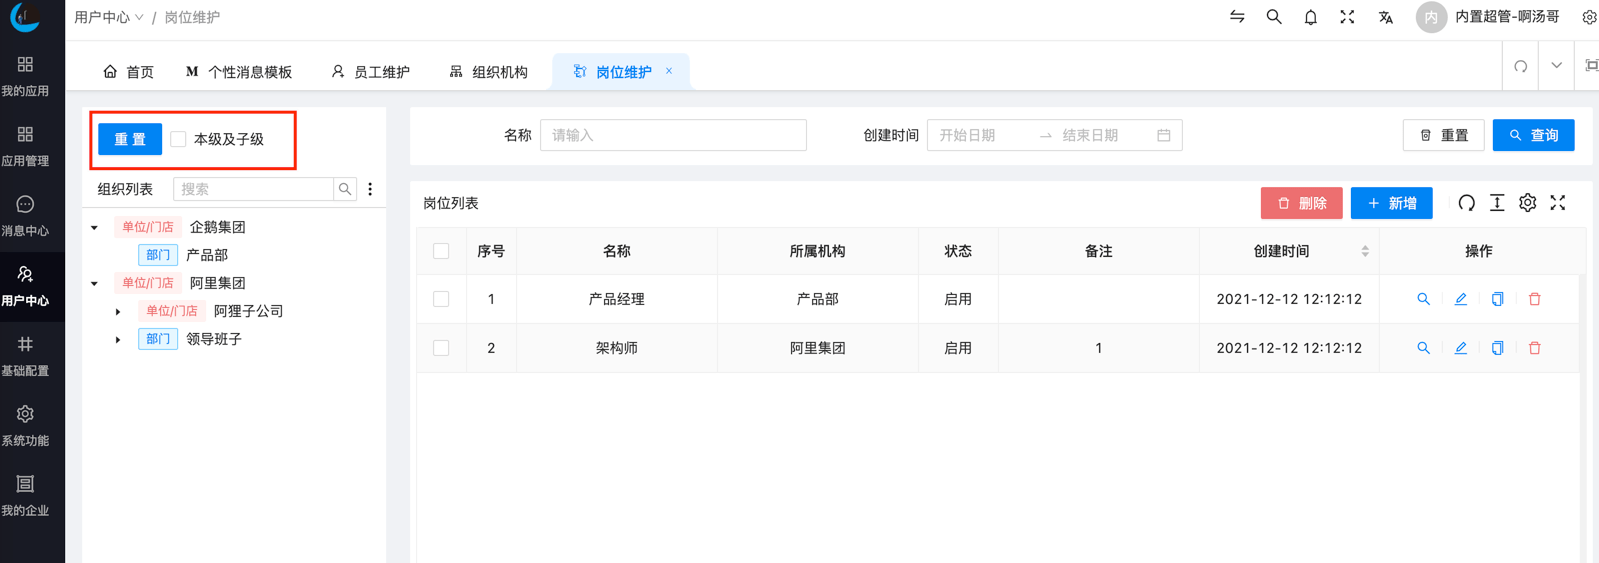 用户中心 / 岗位维护
内 内置超管-啊汤哥
首页 M 个性消息模板 员工维护 组织机构 岗位维护 ×
我的应用
应用管理
消息中心
用户中心
基础配置
系统功能
我的企业
重 置 本级及子级
组织列表 搜索
单位/门店 企鹅集团
部门 产品部
单位/门店 阿里集团
单位/门店 阿狸子公司
部门 领导班子
名称 请输入 创建时间 开始日期 → 结束日期 重置 查询
岗位列表 删除 + 新增
序号 名称 所属机构 状态 备注 创建时间 操作
1 产品经理 产品部 启用 2021-12-12 12:12:12
2 架构师 阿里集团 启用 1 2021-12-12 12:12:12